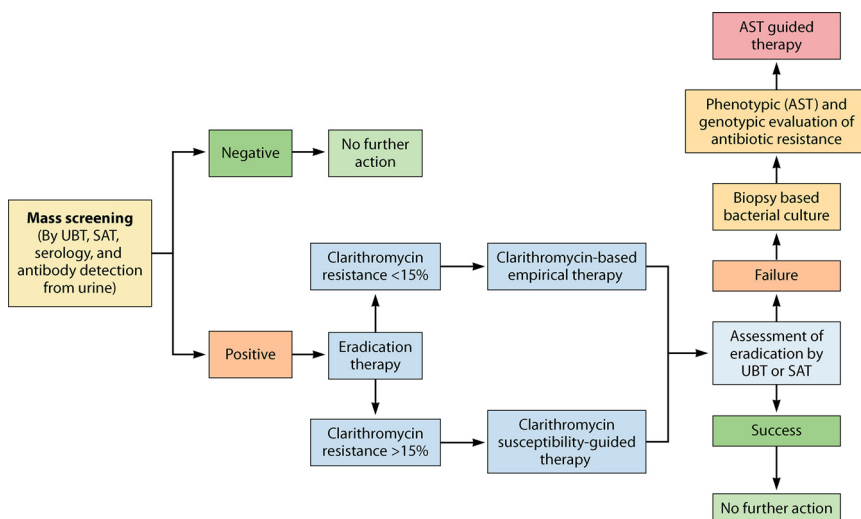 Mass screening
(By UBT, SAT,
serology, and
antibody detection
from urine)
Negative
No further
action
Positive
Eradication
therapy
Clarithromycin
resistance <15%
Clarithromycin-based
empirical therapy
Clarithromycin
resistance >15%
Clarithromycin
susceptibility-guided
therapy
Assessment of
eradication by
UBT or SAT
Failure
Biopsy based
bacterial culture
Phenotypic (AST) and
genotypic evaluation of
antibiotic resistance
AST guided
therapy
Success
No further action